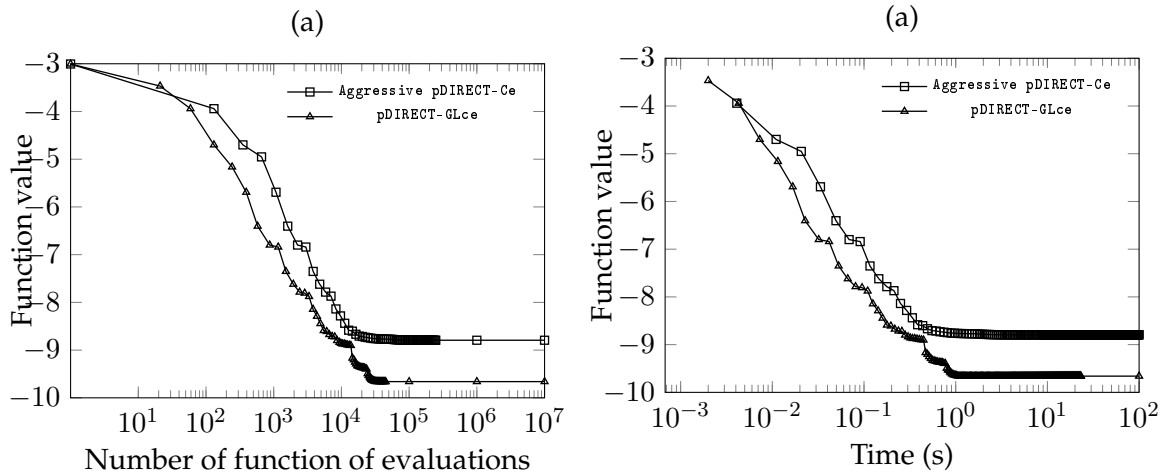 (a)
−3
−4
−5
−6
−7
−8
−9
−10
Function value
Aggressive pDIRECT-Ce
pDIRECT-GLce
10^1 10^2 10^3 10^4 10^5 10^6 10^7
Number of function of evaluations
(a)
−3
−4
−5
−6
−7
−8
−9
−10
Function value
Aggressive pDIRECT-Ce
pDIRECT-GLce
10^−3 10^−2 10^−1 10^0 10^1 10^2
Time (s)